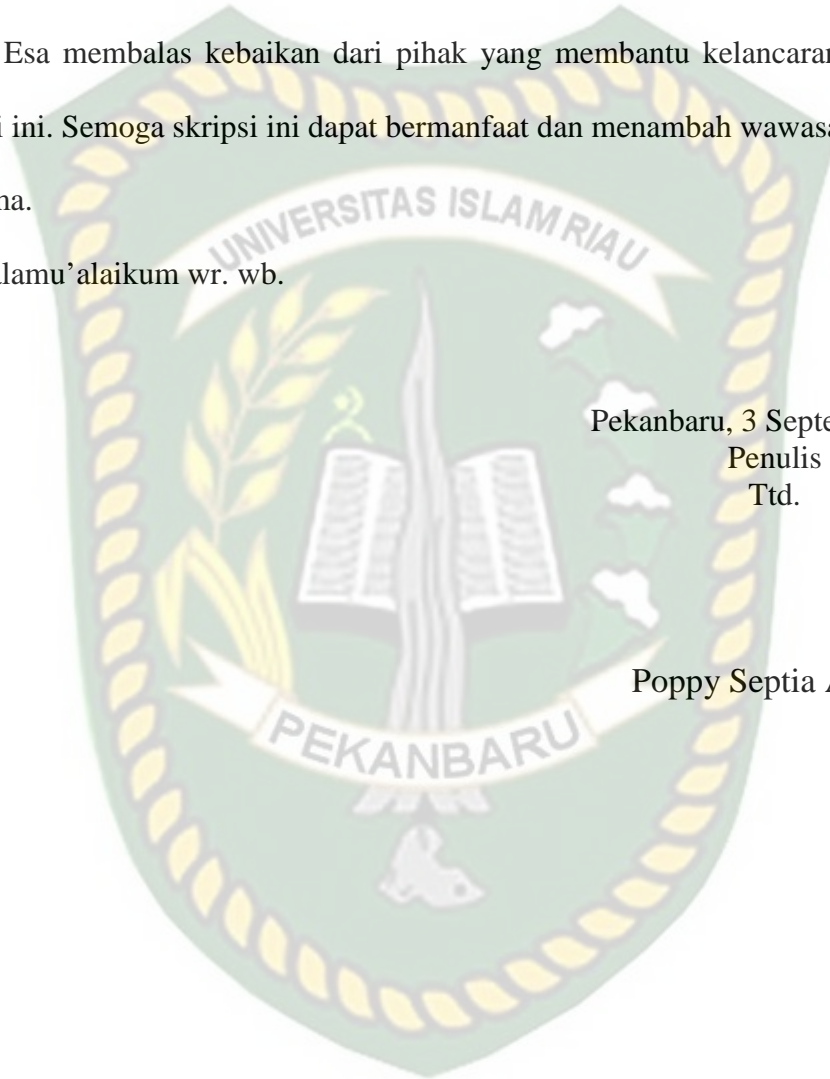 Esa membalas kebaikan dari pihak yang membantu kelancaran
i ini. Semoga skripsi ini dapat bermanfaat dan menambah wawasa
na.
alamu’alaikum wr. wb.
UNIVERSITAS ISLAM RIAU
Pekanbaru, 3 Septe
Penulis
Ttd.
Poppy Septia A
PEKANBARU